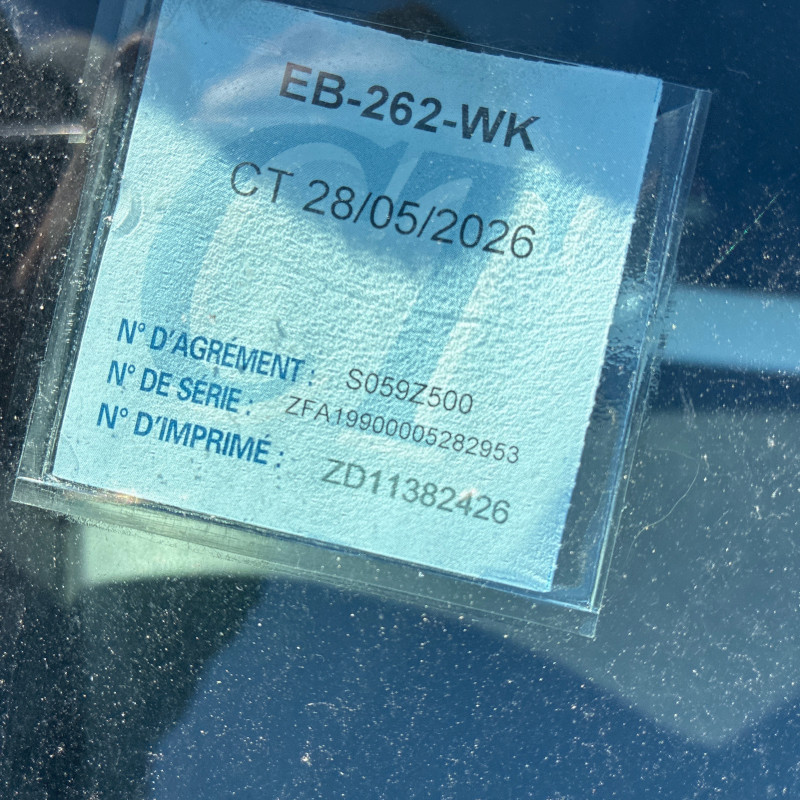 EB-262-WK
CT 28/05/2026
N° D'AGRÉMENT : S059Z500
N° DE SÉRIE : ZFA19900005282953
N° D'IMPRIMÉ : ZD11382426